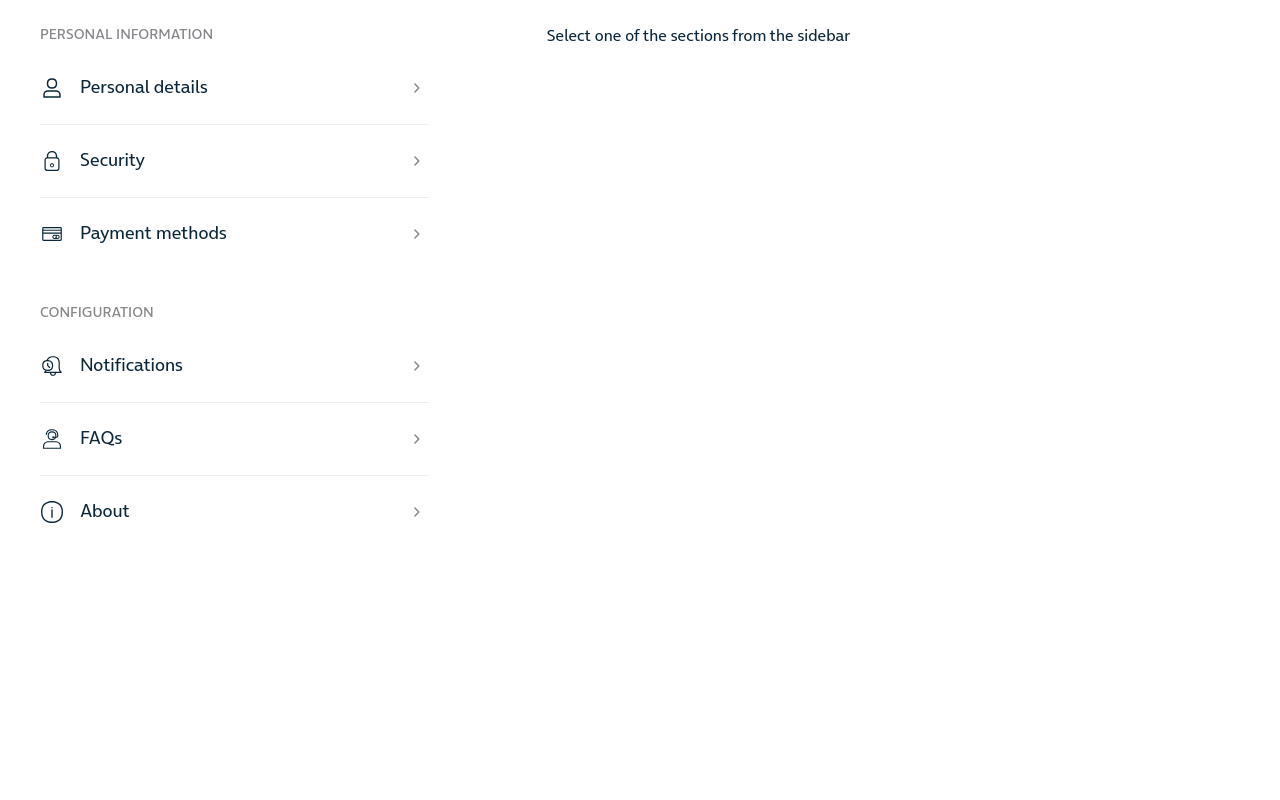 PERSONAL INFORMATION
Personal details
Security
Payment methods
CONFIGURATION
Notifications
FAQs
About
Select one of the sections from the sidebar